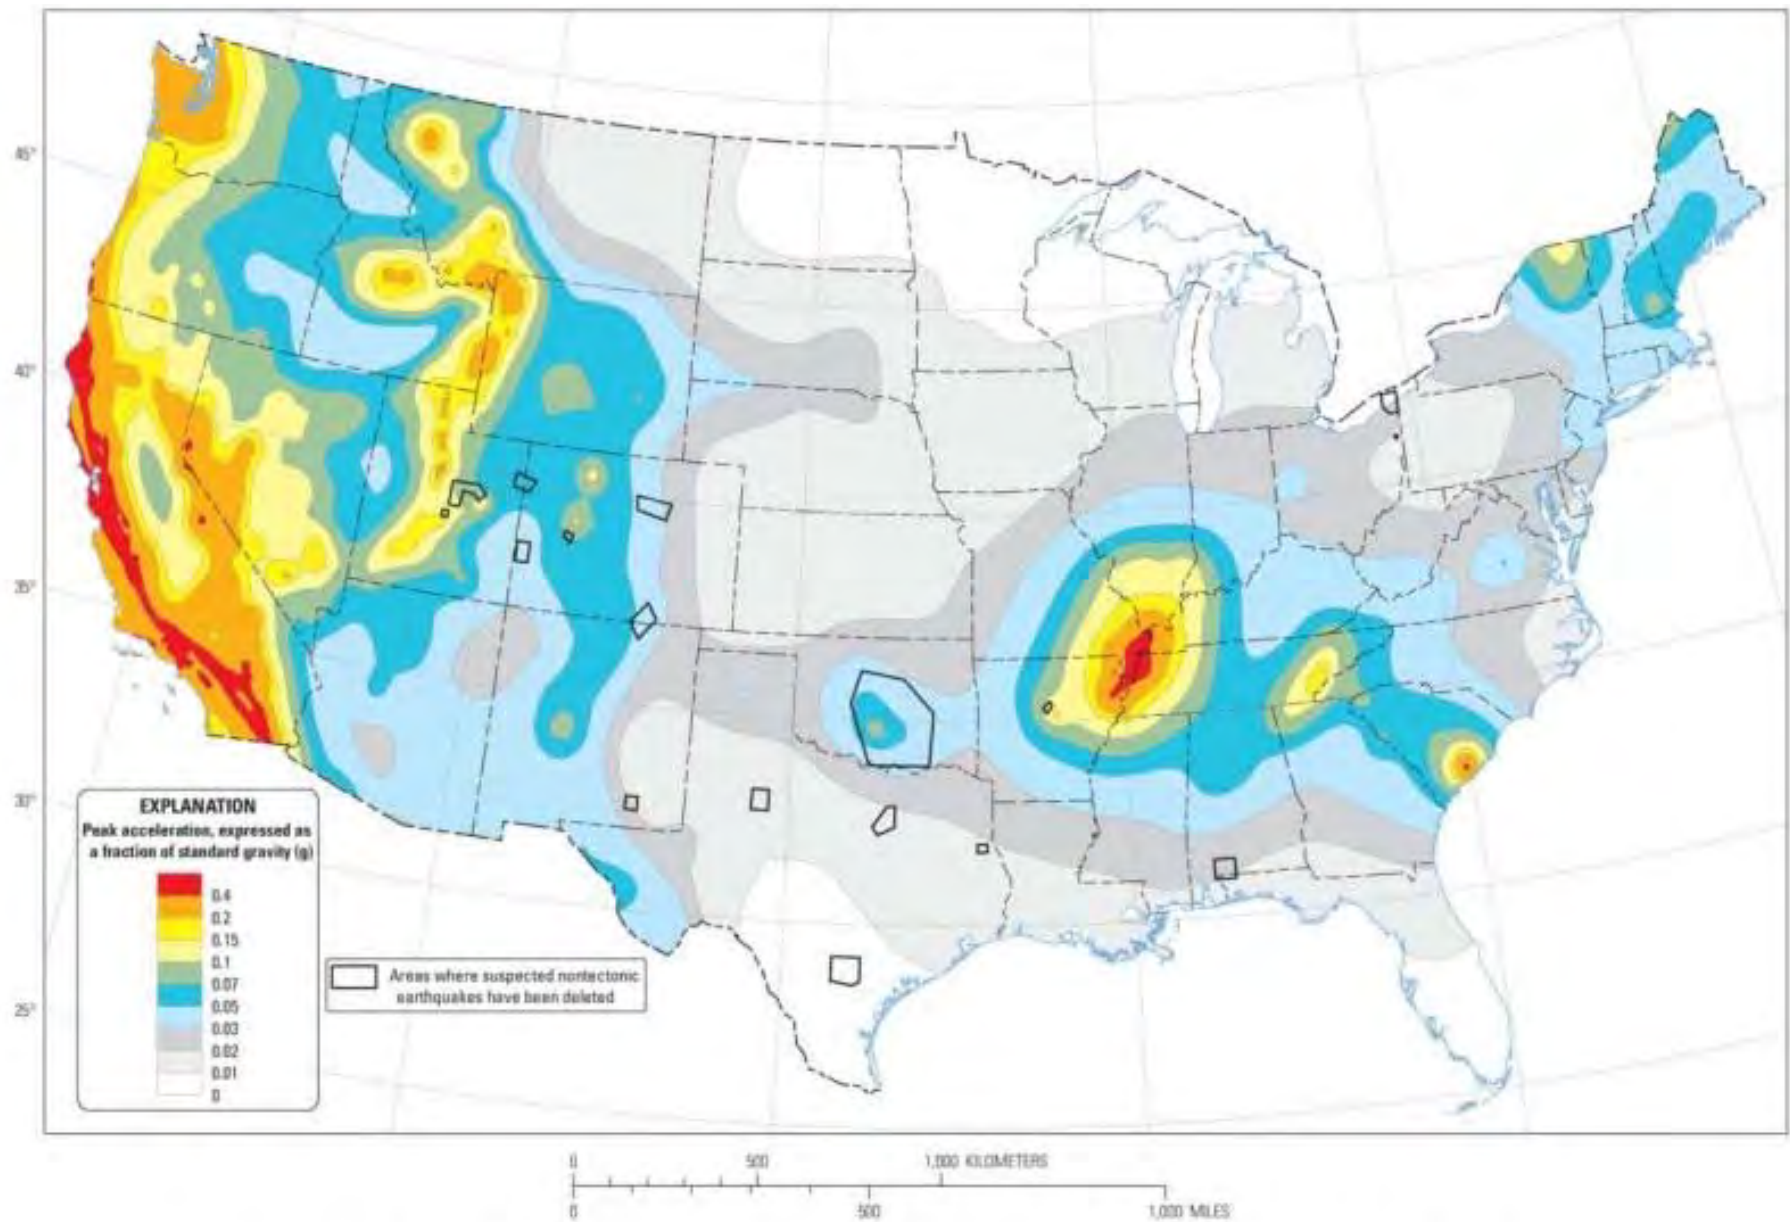 45°
40°
35°
30°
25°
EXPLANATION
Peak acceleration, expressed as
a fraction of standard gravity (g)
0.4
0.2
0.15
0.1
0.07
0.05
0.03
0.02
0.01
0
Areas where suspected nontectonic
earthquakes have been deleted
0 500 1,000 KILOMETERS
0 500 1,000 MILES